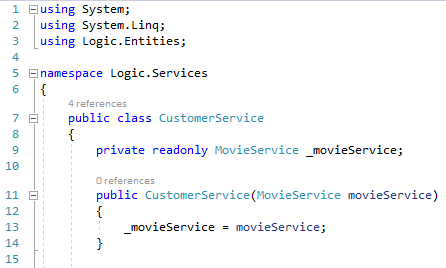 1 using System;
2 using System.Linq;
3 using Logic.Entities;
4
5 namespace Logic.Services
6 {
4 references
7 public class CustomerService
8 {
9 private readonly MovieService _movieService;
10
0 references
11 public CustomerService(MovieService movieService)
12 {
13 _movieService = movieService;
14 }
15